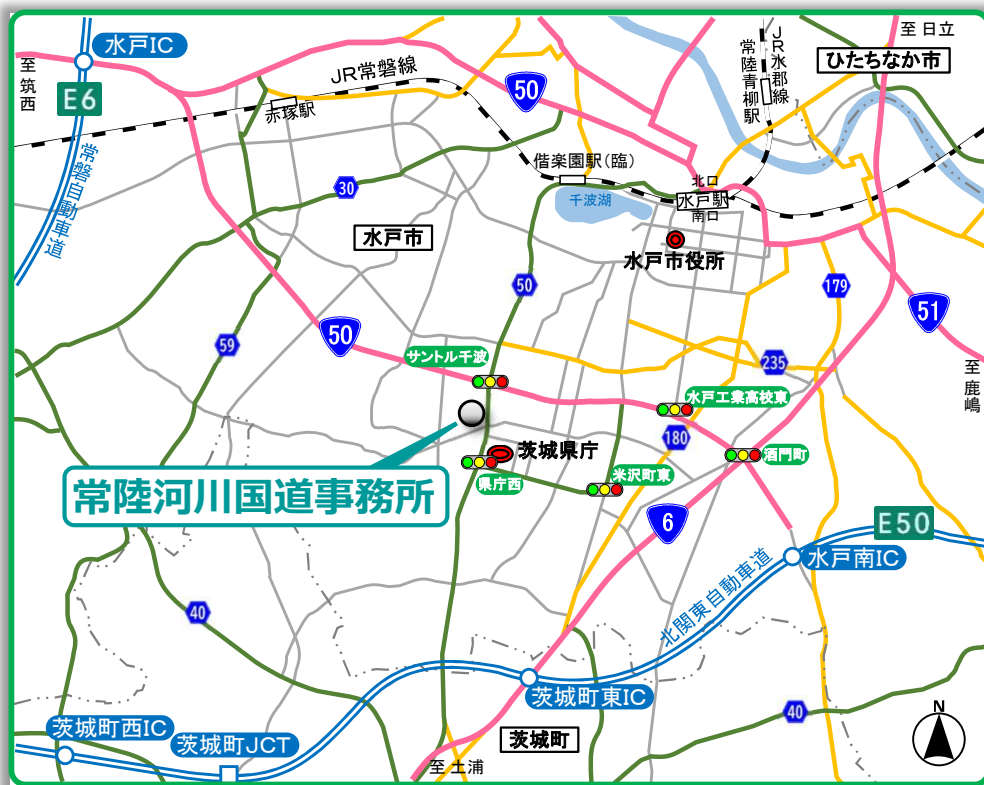 水戸IC
至 日立
至 筑西
E6
JR常磐線
赤塚駅
50
JR水郡線
常陸青柳駅
ひたちなか市
常磐自動車道
偕楽園駅(臨)
千波湖
北口
水戸駅
南口
30
水戸市
水戸市役所
50
179
51
59
50
サントル千波
235
至 鹿嶋
水戸工業高校東
180
茨城県庁
酒門町
県庁西
米沢町東
常陸河川国道事務所
6
E50
水戸南IC
北関東自動車道
40
茨城町東IC
茨城町西IC
茨城町JCT
茨城町
40
N
至 土浦